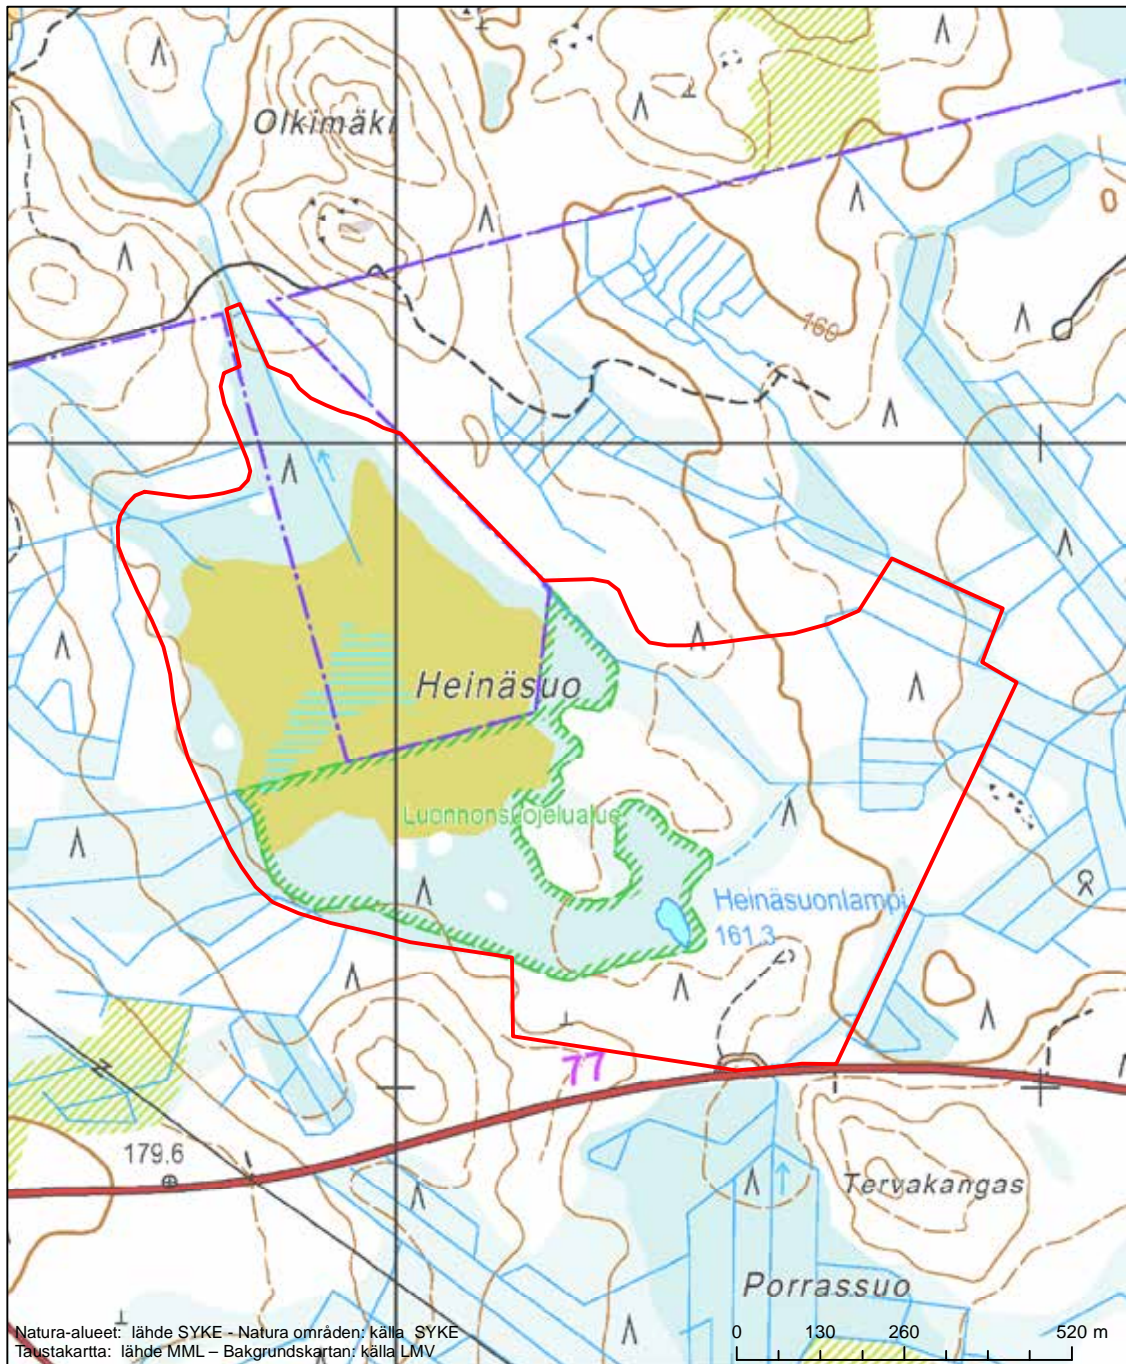 Olkimäki
160
Heinäsuo
Luonnonsuojelualue
Heinäsuonlampi
161.3
77
179.6
Tervakangas
Porrassuo
Natura-alueet: lähde SYKE - Natura områden: källa SYKE
Taustakartta: lähde MML – Bakgrundskartan: källa LMV
0 130 260 520 m